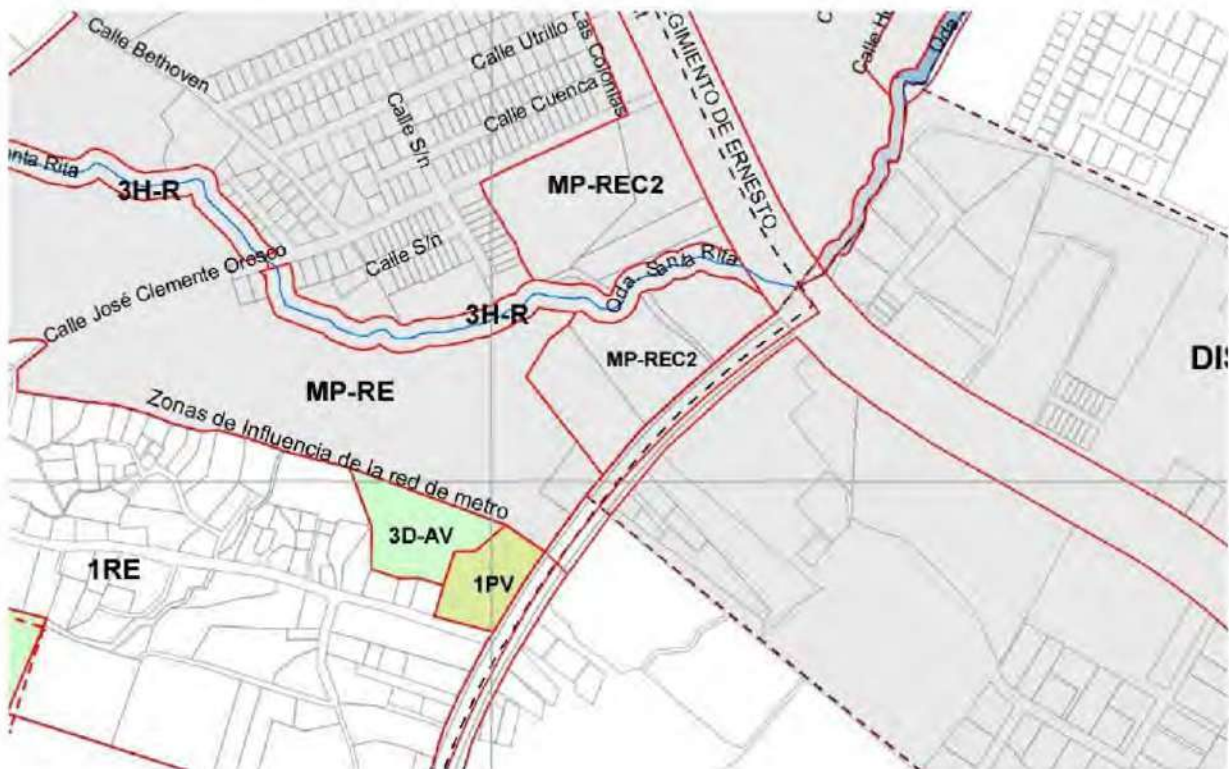 Calle Bethoven
Calle Utrillo
Las Colonias
GIMIENTO DE ERNESTO
Calle Cuenca
Calle S/n
nta Rita
3H-R
MP-REC2
Calle José Clemente Oresco
Calle S/n
Qda. Santa Rita
3H-R
MP-REC2
DIS
MP-RE
Zonas de Influencia de la red de metro
3D-AV
1RE
1PV